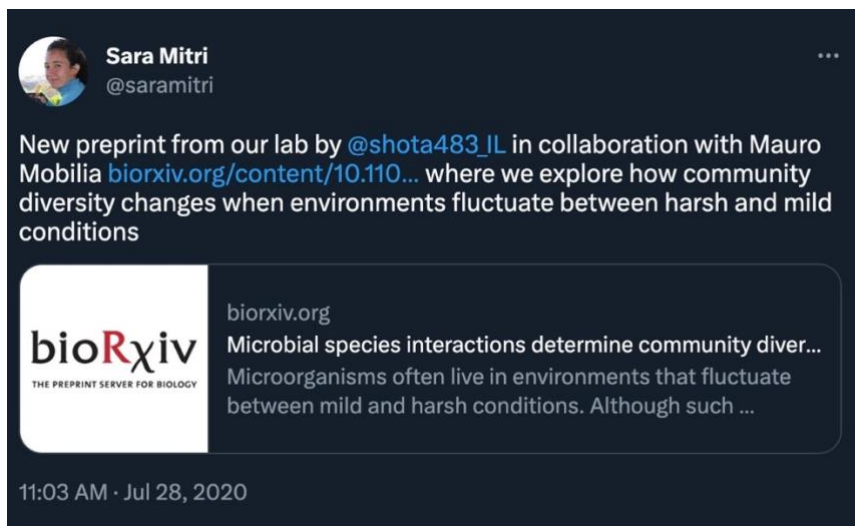 Sara Mitri
@saramitri
New preprint from our lab by @shota483_IL in collaboration with Mauro
Mobilia biorxiv.org/content/10.110... where we explore how community
diversity changes when environments fluctuate between harsh and mild
conditions
bioRxiv
THE PREPRINT SERVER FOR BIOLOGY
biorxiv.org
Microbial species interactions determine community diver...
Microorganisms often live in environments that fluctuate
between mild and harsh conditions. Although such ...
11:03 AM · Jul 28, 2020